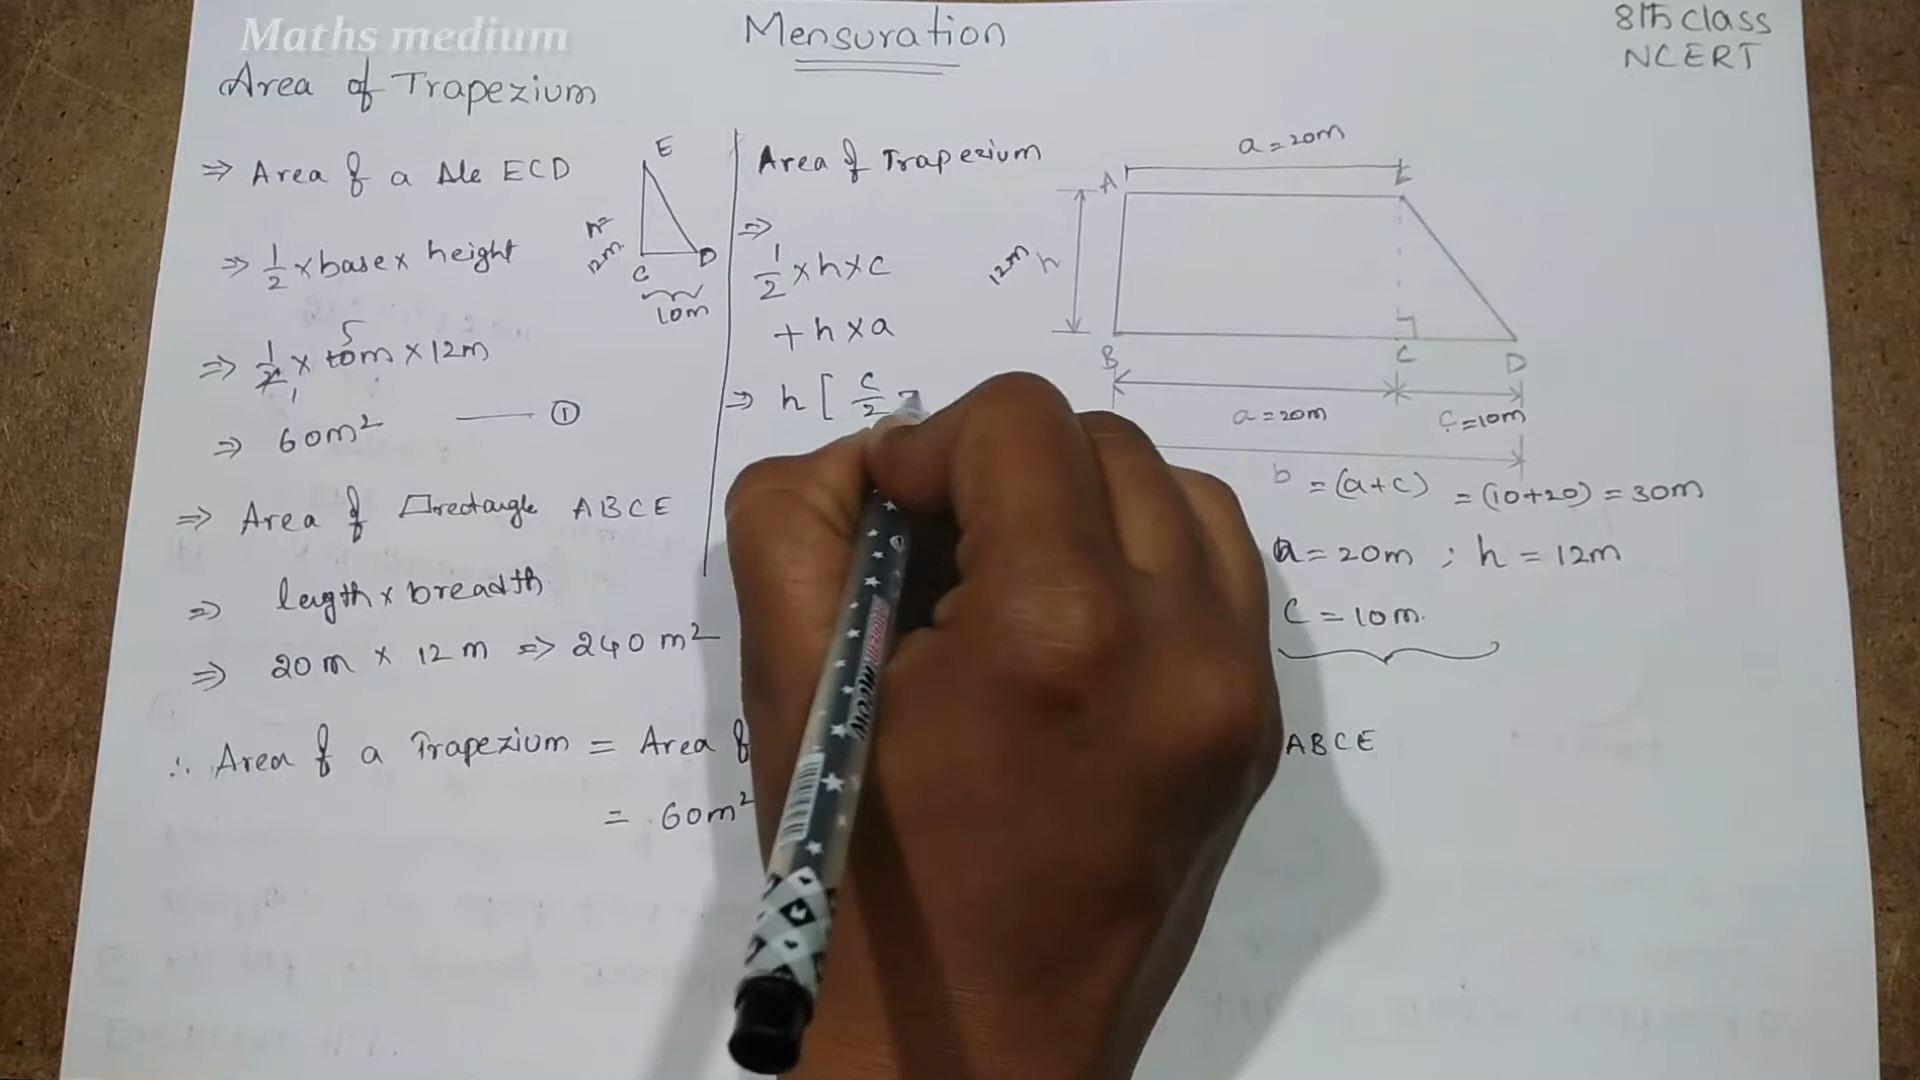 Maths medium
Mensuration
8th class
NCERT
Area of Trapezium
⇒ Area of a Δle ECD
⇒ 1/2 × base × height
⇒ 1/2 × 10m × 12m
5
1
⇒ 60m² ——— ①
⇒ Area of ▱rectangle ABCE
⇒ length × breadth
⇒ 20m × 12m ⇒ 240 m²
∴ Area of a Trapezium = Area of
ABCE
= 60m²
E
12m
C
D
10m
Area of Trapezium
⇒
1/2 × h × c
+ h × a
⇒ h [ c/2
a = 20m
A
E
12m
h
B
C
D
a = 20m
c = 10m
b = (a+c) = (10+20) = 30m
a = 20m ; h = 12m
c = 10m.